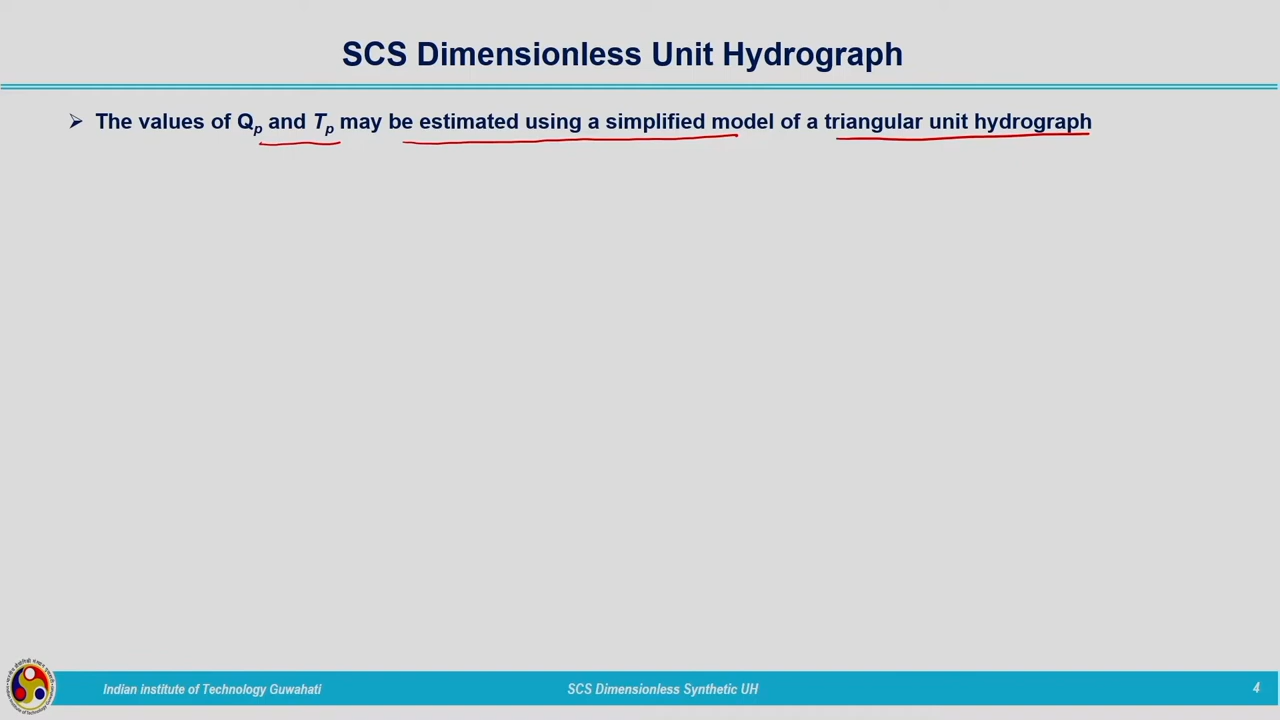 SCS Dimensionless Unit Hydrograph
➢ The values of Qp and Tp may be estimated using a simplified model of a triangular unit hydrograph
Indian institute of Technology Guwahati
SCS Dimensionless Synthetic UH
4